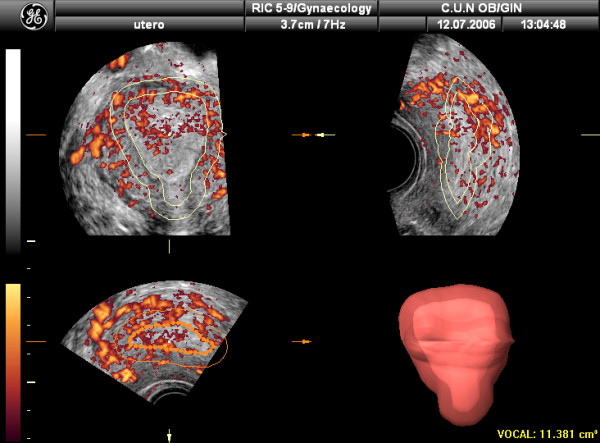 RIC 5-9/Gynaecology C.U.N OB/GIN
utero 3.7cm / 7Hz 12.07.2006 13:04:48
VOCAL: 11.381 cm³